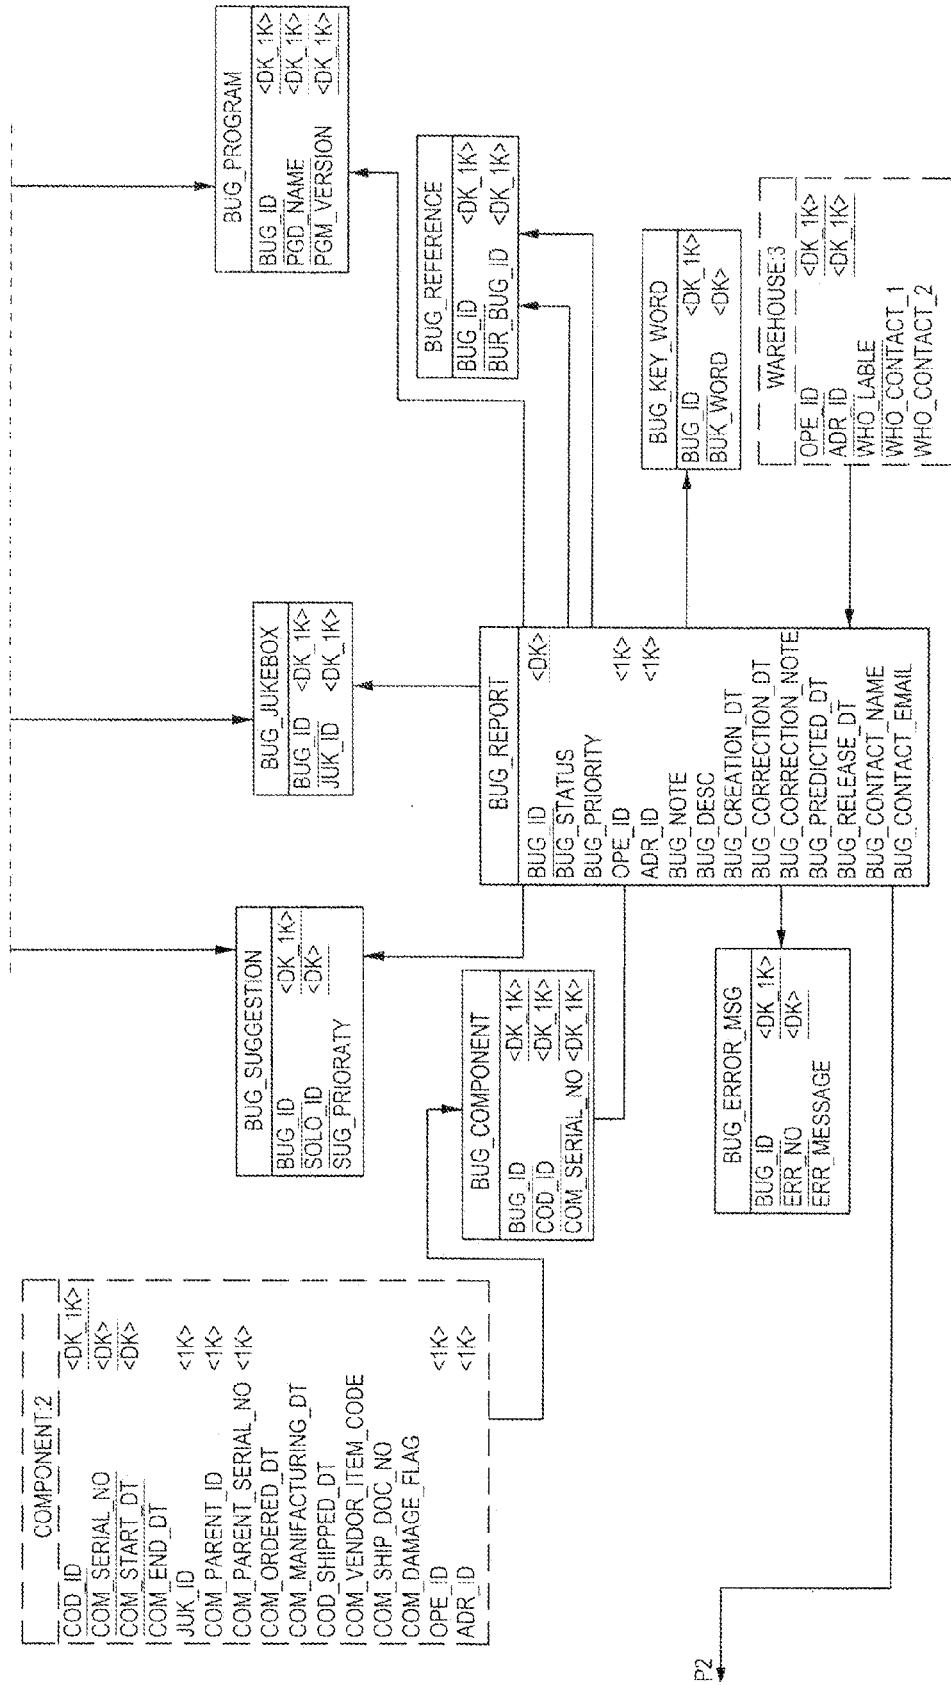 COMPONENT:2
COD_ID <DK_1K>
COM_SERIAL_NO <DK>
COM_START_DT <DK>
COM_END_DT
JUK_ID <1K>
COM_PARENT_ID <1K>
COM_PARENT_SERIAL_NO <1K>
COM_ORDERED_DT
COM_MANIFACTURING_DT
COD_SHIPPED_DT
COM_VENDOR_ITEM_CODE
COM_SHIP_DOC_NO
COM_DAMAGE_FLAG
OPE_ID <1K>
ADR_ID <1K>
BUG_SUGGESTION
BUG_ID <DK_1K>
SOLO_ID <DK>
SUG_PRIORATY
BUG_JUKEBOX
BUG_ID <DK_1K>
JUK_ID <DK_1K>
BUG_PROGRAM
BUG_ID <DK_1K>
PGD_NAME <DK_1K>
PGM_VERSION <DK_1K>
BUG_COMPONENT
BUG_ID <DK_1K>
COD_ID <DK_1K>
COM_SERIAL_NO <DK_1K>
BUG_REFERENCE
BUG_ID <DK_1K>
BUR_BUG_ID <DK_1K>
BUG_REPORT
BUG_ID <DK>
BUG_STATUS
BUG_PRIORITY
OPE_ID <1K>
ADR_ID <1K>
BUG_NOTE
BUG_DESC
BUG_CREATION_DT
BUG_CORRECTION_DT
BUG_CORRECTION_NOTE
BUG_PREDICTED_DT
BUG_RELEASE_DT
BUG_CONTACT_NAME
BUG_CONTACT_EMAIL
BUG_KEY_WORD
BUG_ID <DK_1K>
BUK_WORD <DK>
BUG_ERROR_MSG
BUG_ID <DK_1K>
ERR_NO <DK>
ERR_MESSAGE
WAREHOUSE:3
OPE_ID <DK_1K>
ADR_ID <DK_1K>
WHO_LABLE
WHO_CONTACT_1
WHO_CONTACT_2
P2